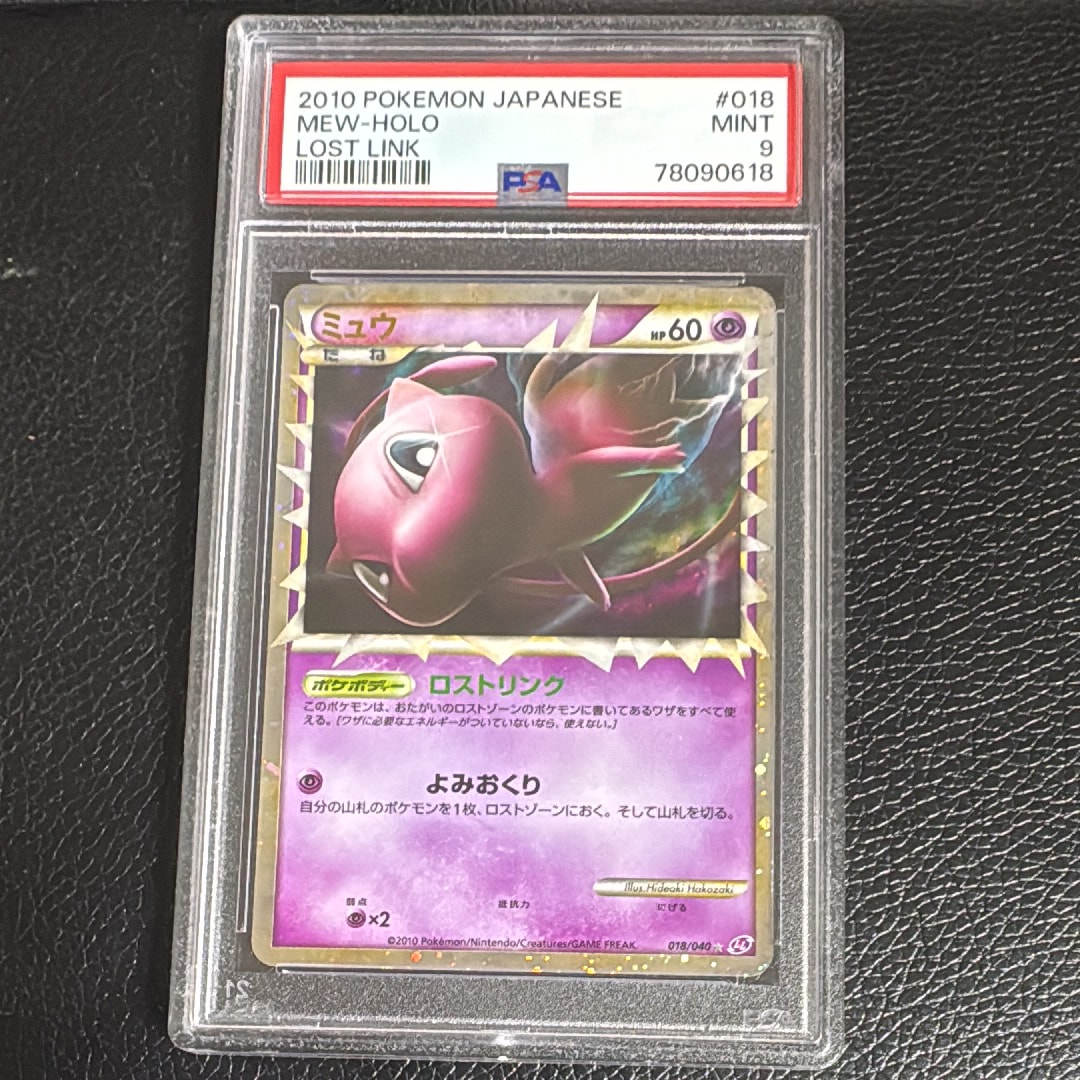 2010 POKEMON JAPANESE #018
MEW-HOLO MINT
LOST LINK 9
78090618
PSA
ミュウ HP60
たね
ポケボディー ロストリンク
このポケモンは、おたがいのロストゾーンのポケモンに書いてあるワザをすべて使
える。[ワザに必要なエネルギーがついていないなら、使えない。]
よみおくり
自分の山札のポケモンを1枚、ロストゾーンにおく。そして山札を切る。
Illus.Hideaki Hakozaki
弱点 抵抗力 にげる
×2
©2010 Pokémon/Nintendo/Creatures/GAME FREAK. 018/040 LL